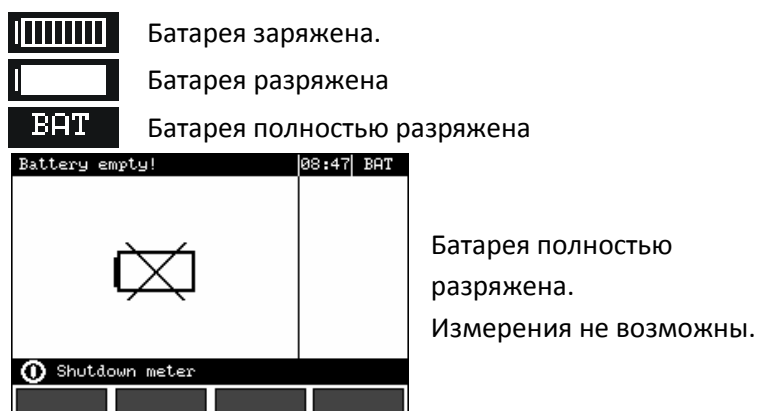 Батарея заряжена.
Батарея разряжена
BAT Батарея полностью разряжена
Battery empty! 08:47 BAT
Батарея полностью
разряжена.
Измерения не возможны.
Shutdown meter